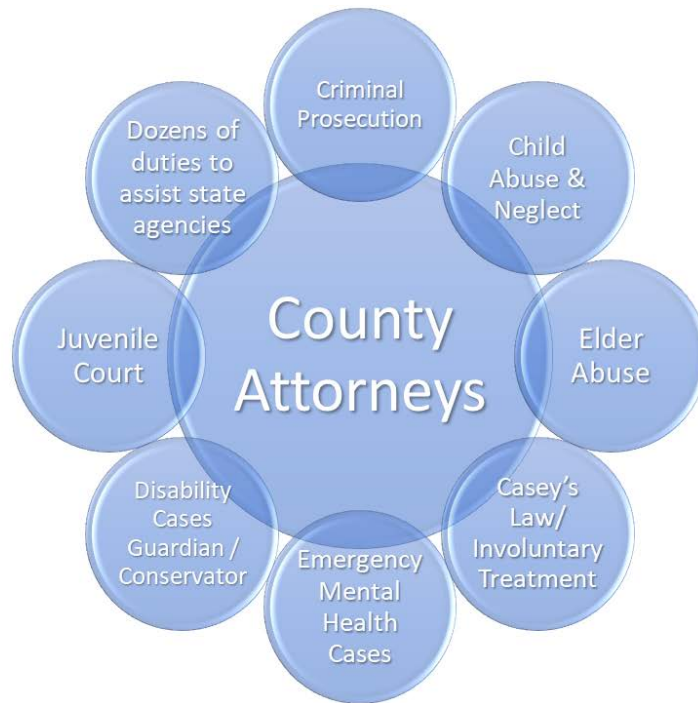 Criminal
Prosecution
Child
Abuse &
Neglect
Elder
Abuse
Casey's
Law/
Involuntary
Treatment
Emergency
Mental
Health
Cases
Disability
Cases
Guardian /
Conservator
Juvenile
Court
Dozens of
duties to
assist state
agencies
County
Attorneys